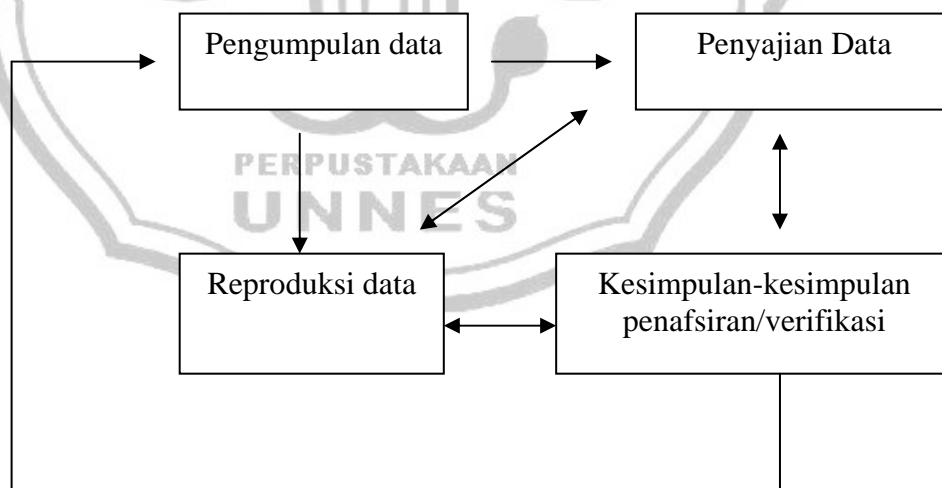 Pengumpulan data
Penyajian Data
PERPUSTAKAAN
UNNES
Reproduksi data
Kesimpulan-kesimpulan
penafsiran/verifikasi